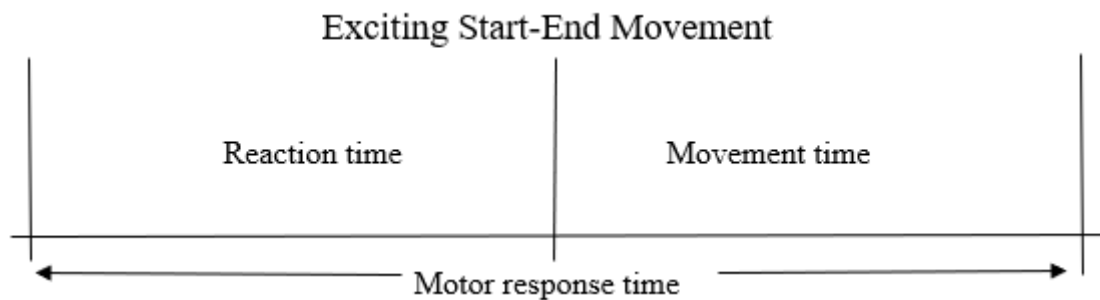 Exciting Start-End Movement
Reaction time
Movement time
Motor response time